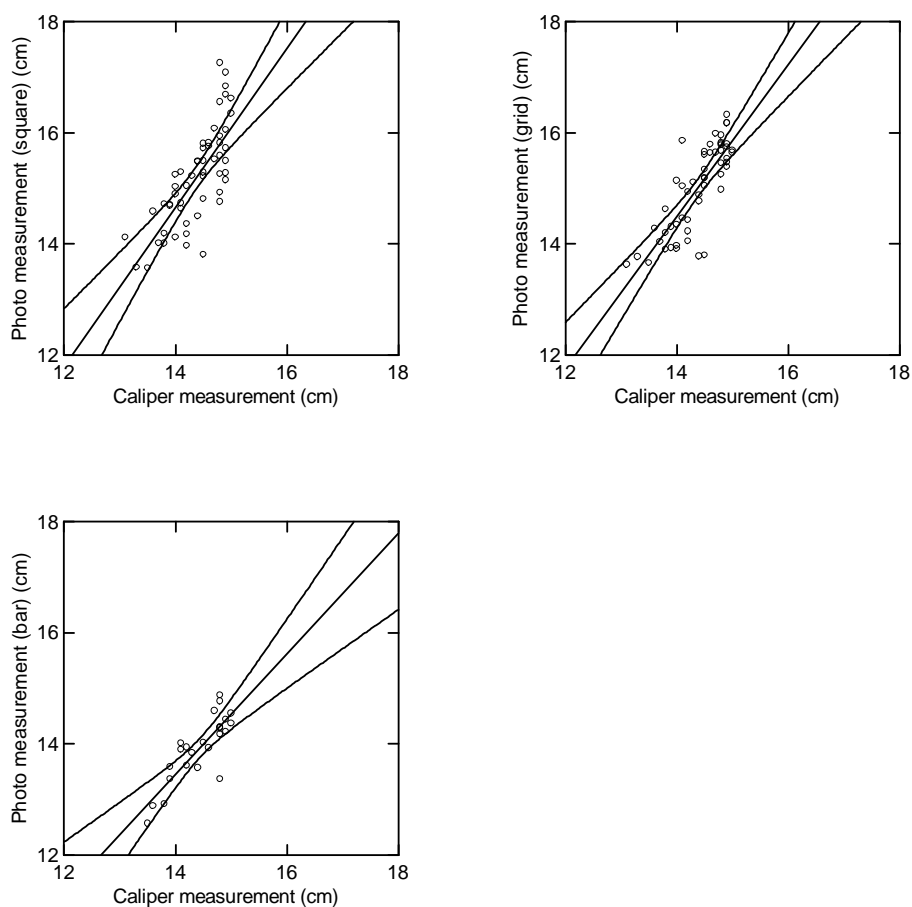 Photo measurement (square) (cm)
18
16
14
12
12 14 16 18
Caliper measurement (cm)
Photo measurement (grid) (cm)
18
16
14
12
12 14 16 18
Caliper measurement (cm)
Photo measurement (bar) (cm)
18
16
14
12
12 14 16 18
Caliper measurement (cm)